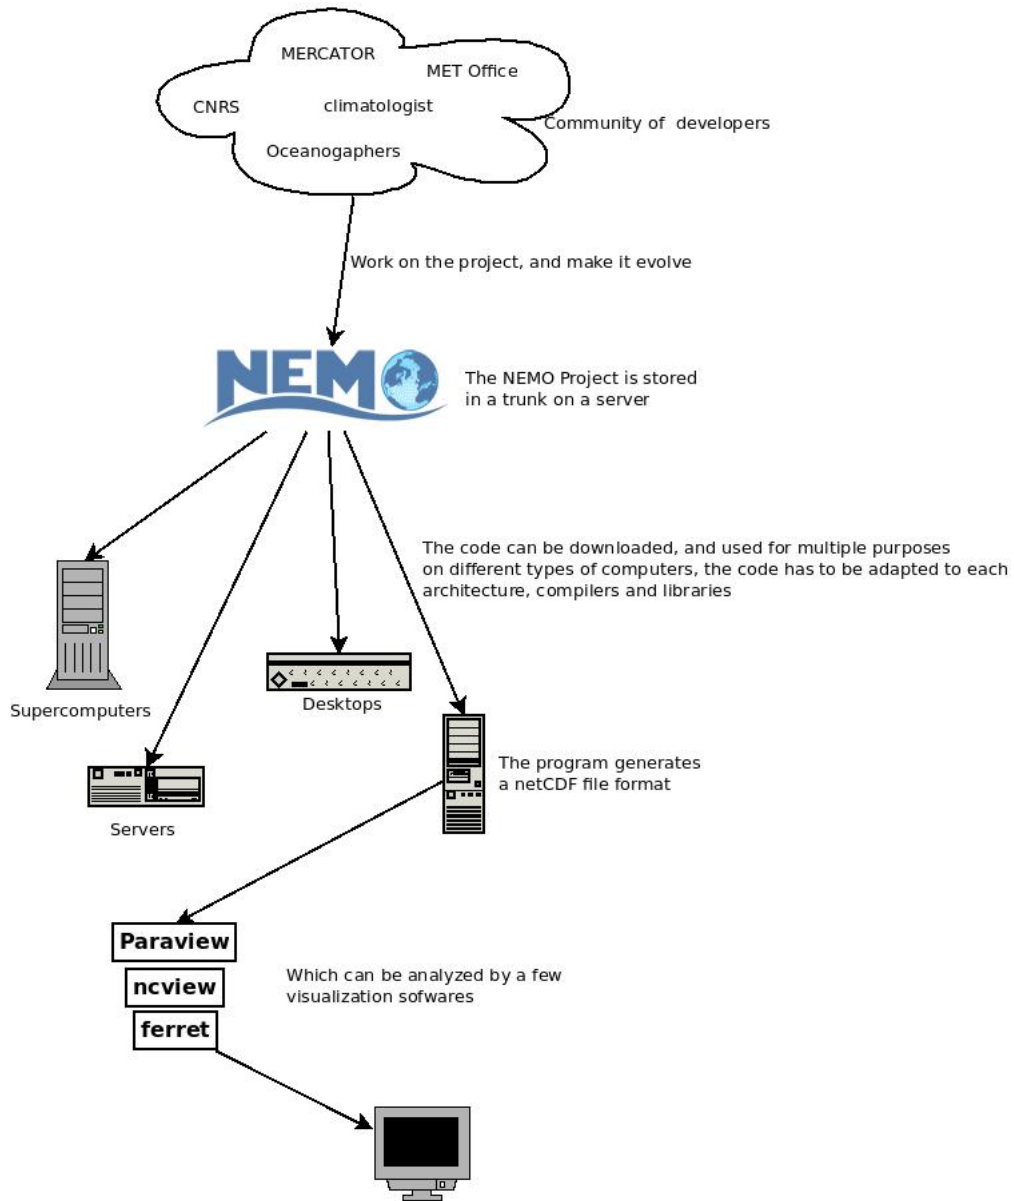 MERCATOR
MET Office
CNRS
climatologist
Community of developers
Oceanogaphers
Work on the project, and make it evolve
NEMO
The NEMO Project is stored
in a trunk on a server
The code can be downloaded, and used for multiple purposes
on different types of computers, the code has to be adapted to each
architecture, compilers and libraries
Supercomputers
Desktops
The program generates
a netCDF file format
Servers
Paraview
ncview
ferret
Which can be analyzed by a few
visualization sofwares